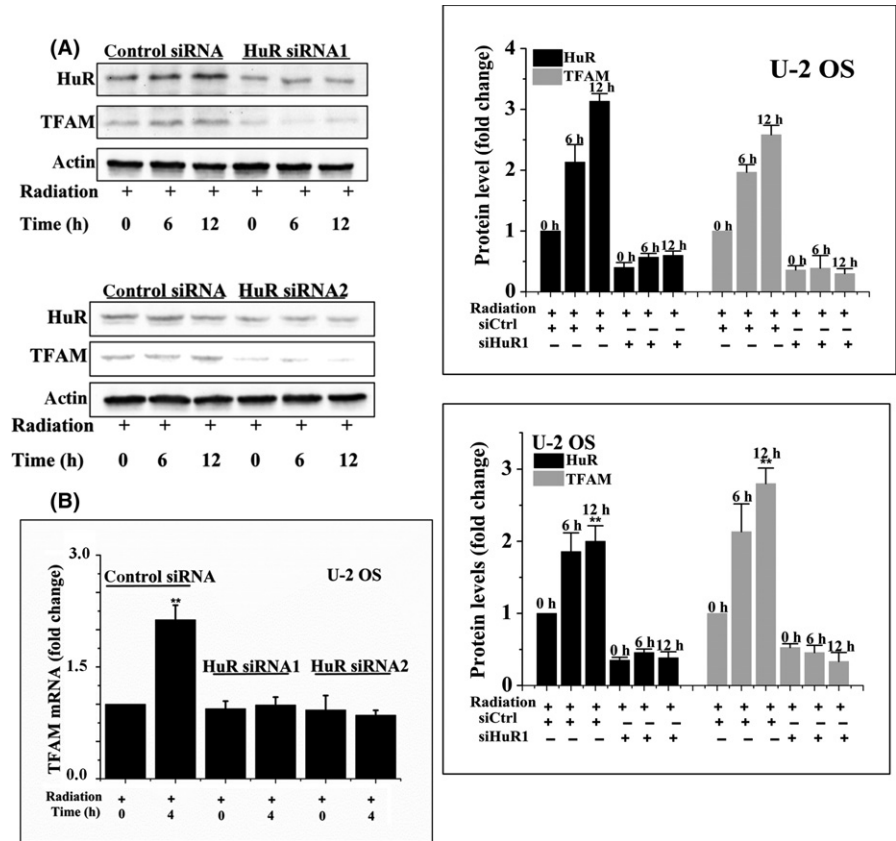 (A)
Control siRNA HuR siRNA1
HuR
TFAM
Actin
Radiation + + + + + +
Time (h) 0 6 12 0 6 12
Control siRNA HuR siRNA2
HuR
TFAM
Actin
Radiation + + + + + +
Time (h) 0 6 12 0 6 12
(B)
3.0
Control siRNA U-2 OS
**
1.5
HuR siRNA1 HuR siRNA2
0.0
TFAM mRNA (fold change)
Radiation + + + + + +
Time (h) 0 4 0 4 0 4
4
HuR
TFAM
U-2 OS
3
2
1
0
Protein level (fold change)
0 h 6 h 12 h 0 h 6 h 12 h 0 h 6 h 12 h 0 h 6 h 12 h
Radiation + + + + + + + + + + + +
siCtrl + + + – – – + + + – – –
siHuR1 – – – + + + – – – + + +
U-2 OS
HuR
TFAM
3
2
1
0
Protein levels (fold change)
0 h 6 h 12 h ** 0 h 6 h 12 h 0 h 6 h 12 h ** 0 h 6 h 12 h
Radiation + + + + + + + + + + + +
siCtrl + + + – – – + + + – – –
siHuR1 – – – + + + – – – + + +